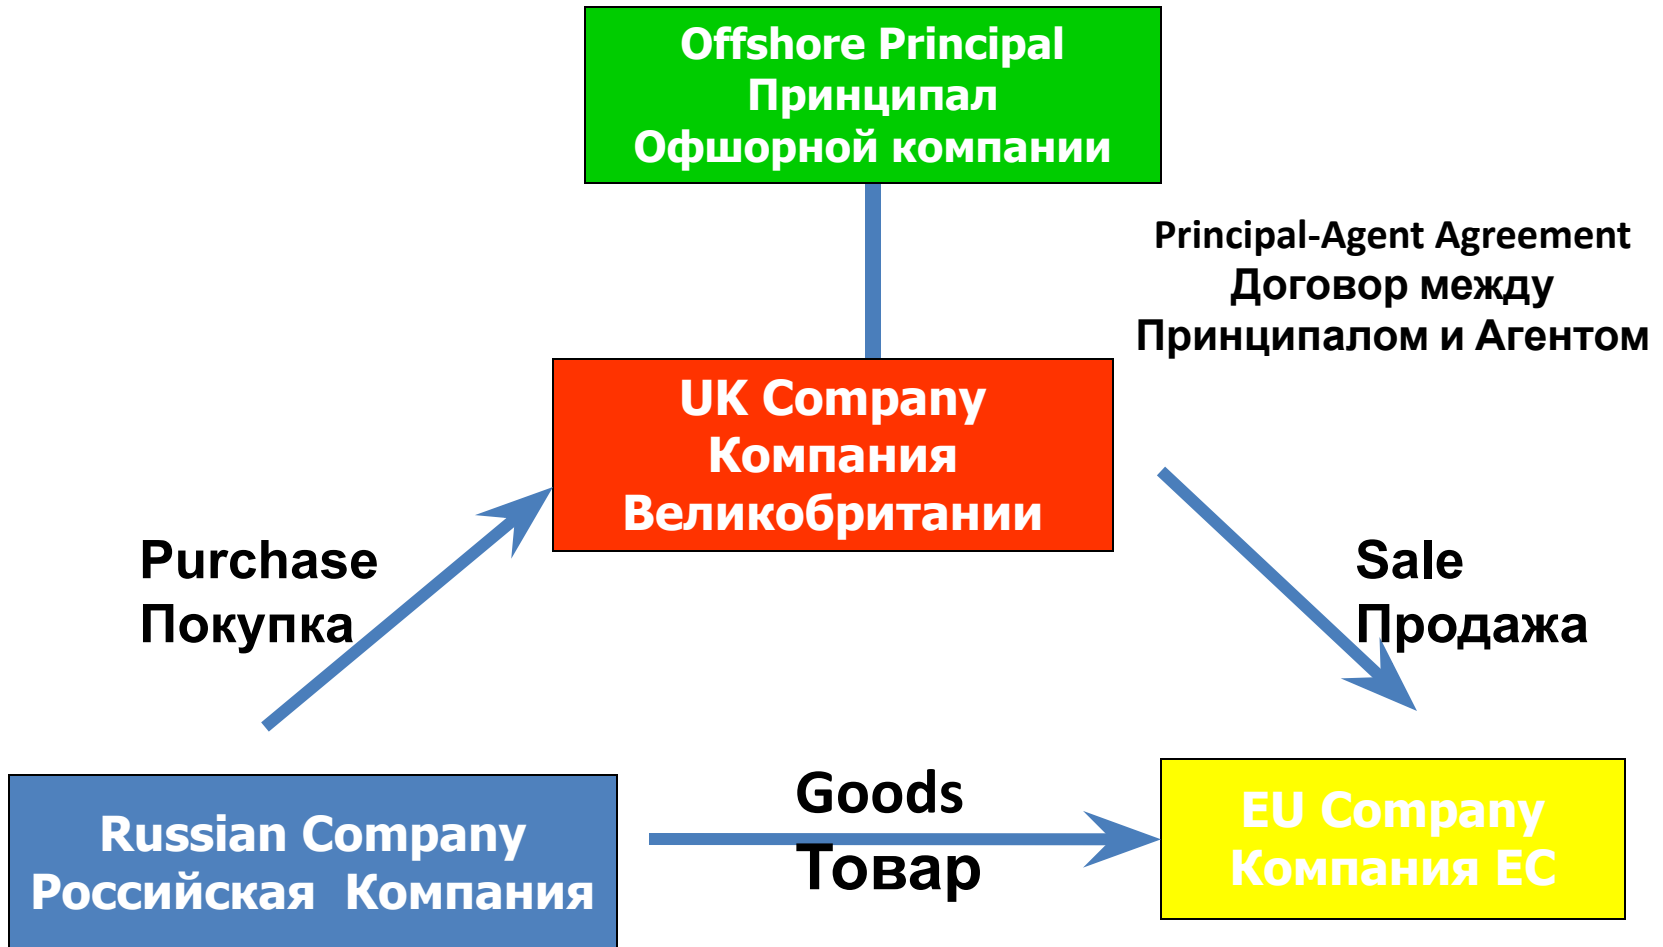 Offshore Principal
Принципал
Офшорной компании
Principal-Agent Agreement
Договор между
Принципалом и Агентом
UK Company
Компания
Великобритании
Purchase
Покупка
Sale
Продажа
Goods
Товар
Russian Company
Российская Компания
EU Company
Компания ЕС